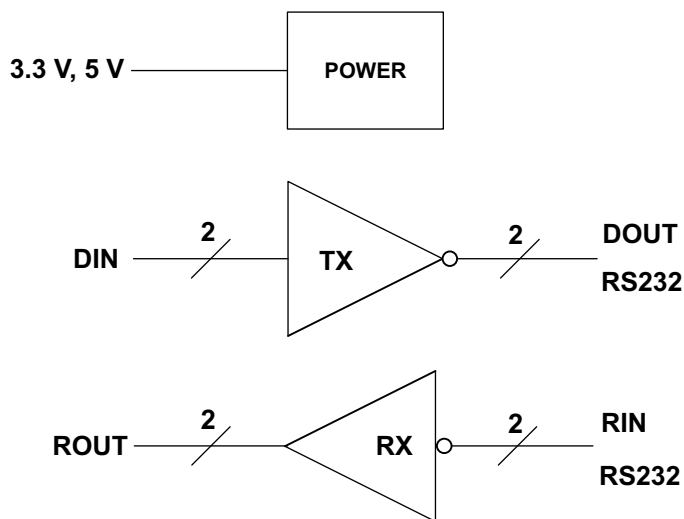 3.3 V, 5 V
POWER
DIN
2
TX
2
DOUT
RS232
ROUT
2
RX
2
RIN
RS232